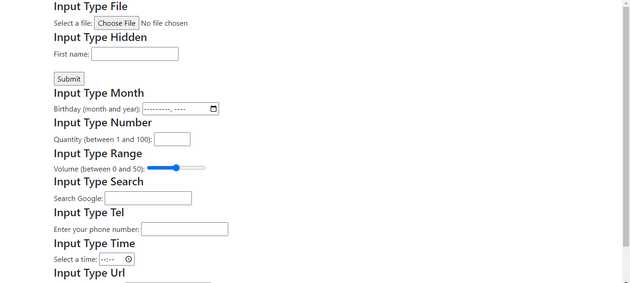 Input Type File
Select a file: Choose File No file chosen
Input Type Hidden
First name:
Submit
Input Type Month
Birthday (month and year): ---------, ----
Input Type Number
Quantity (between 1 and 100):
Input Type Range
Volume (between 0 and 50):
Input Type Search
Search Google:
Input Type Tel
Enter your phone number:
Input Type Time
Select a time: --:--
Input Type Url